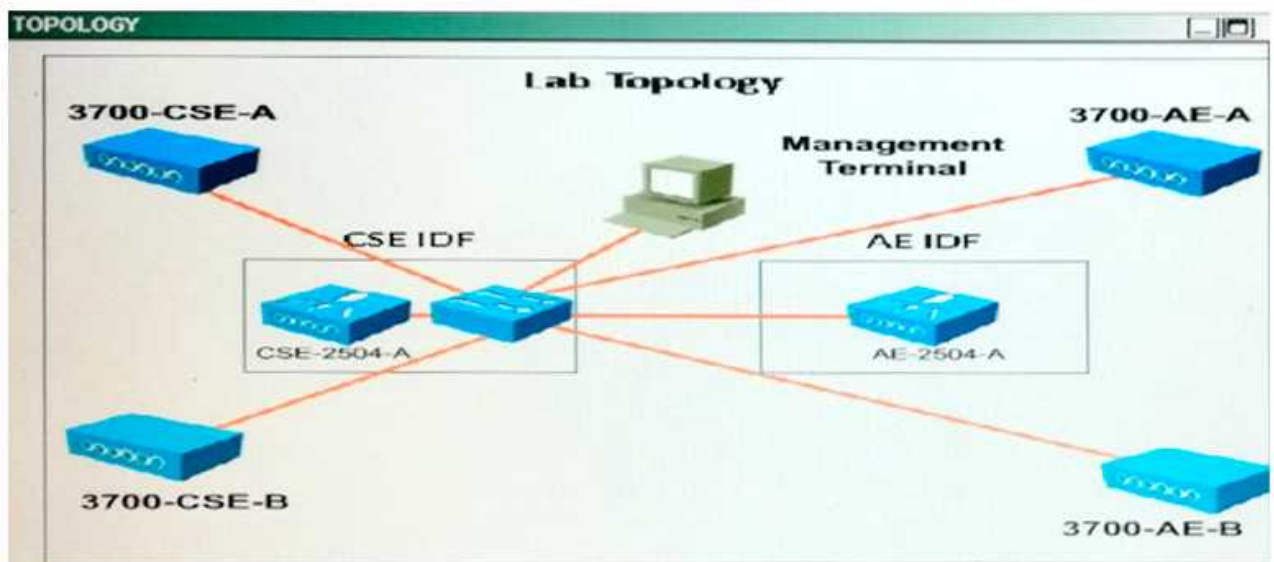 TOPOLOGY
Lab Topology
3700-CSE-A
3700-AE-A
Management
Terminal
CSE IDF
AE IDF
CSE-2504-A
AE-2504-A
3700-CSE-B
3700-AE-B